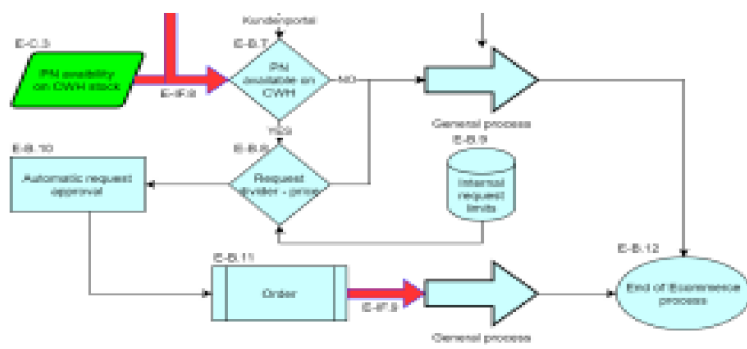 Kundenportal
E-C.3
E-B.7
PN availility
on CWH stock
PN
available on
CWH
NO
E-IF.8
General process
YES
E-B.8
E-B.9
E-B.10
Automatic request
approval
Request
divider - price
Internal
request
limits
E-B.11
E-B.12
Order
End of Ecommerce
process
E-IF.9
General process